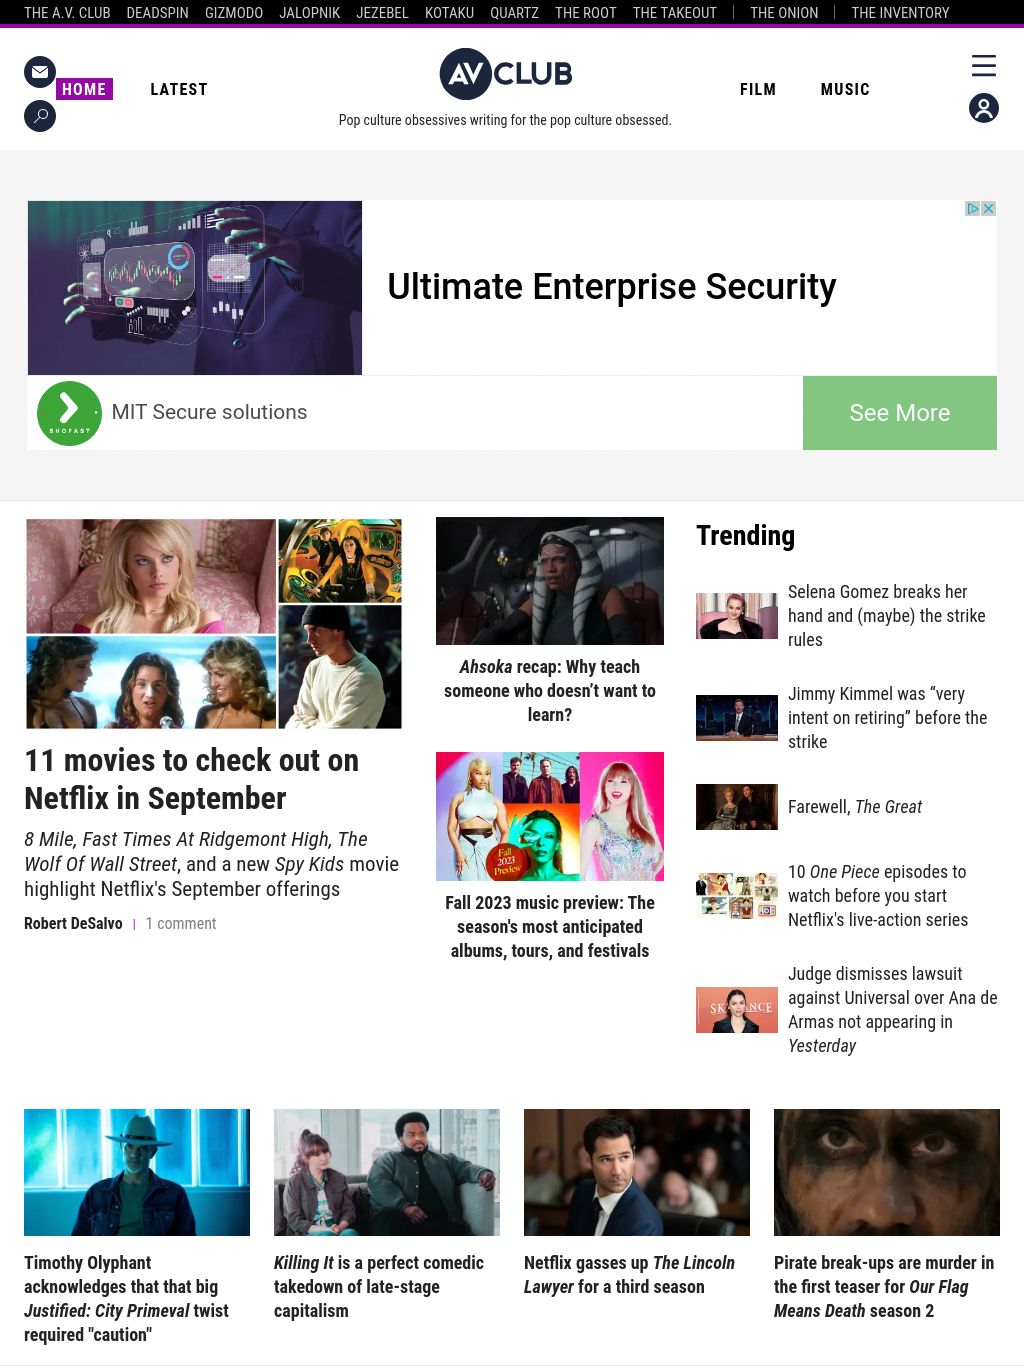 THE A.V. CLUB DEADSPIN GIZMODO JALOPNIK JEZEBEL KOTAKU QUARTZ THE ROOT THE TAKEOUT THE ONION THE INVENTORY
HOME LATEST
AV CLUB
FILM MUSIC
Pop culture obsessives writing for the pop culture obsessed.
Ultimate Enterprise Security
SHOFAST
MIT Secure solutions
See More
11 movies to check out on
Netflix in September
8 Mile, Fast Times At Ridgemont High, The
Wolf Of Wall Street, and a new Spy Kids movie
highlight Netflix's September offerings
Robert DeSalvo 1 comment
Ahsoka recap: Why teach
someone who doesn't want to
learn?
Fall
2023
Preview
Fall 2023 music preview: The
season's most anticipated
albums, tours, and festivals
Trending
Selena Gomez breaks her
hand and (maybe) the strike
rules
Jimmy Kimmel was “very
intent on retiring” before the
strike
Farewell, The Great
10 One Piece episodes to
watch before you start
Netflix's live-action series
Judge dismisses lawsuit
against Universal over Ana de
Armas not appearing in
Yesterday
Timothy Olyphant
acknowledges that that big
Justified: City Primeval twist
required "caution"
Killing It is a perfect comedic
takedown of late-stage
capitalism
Netflix gasses up The Lincoln
Lawyer for a third season
Pirate break-ups are murder in
the first teaser for Our Flag
Means Death season 2